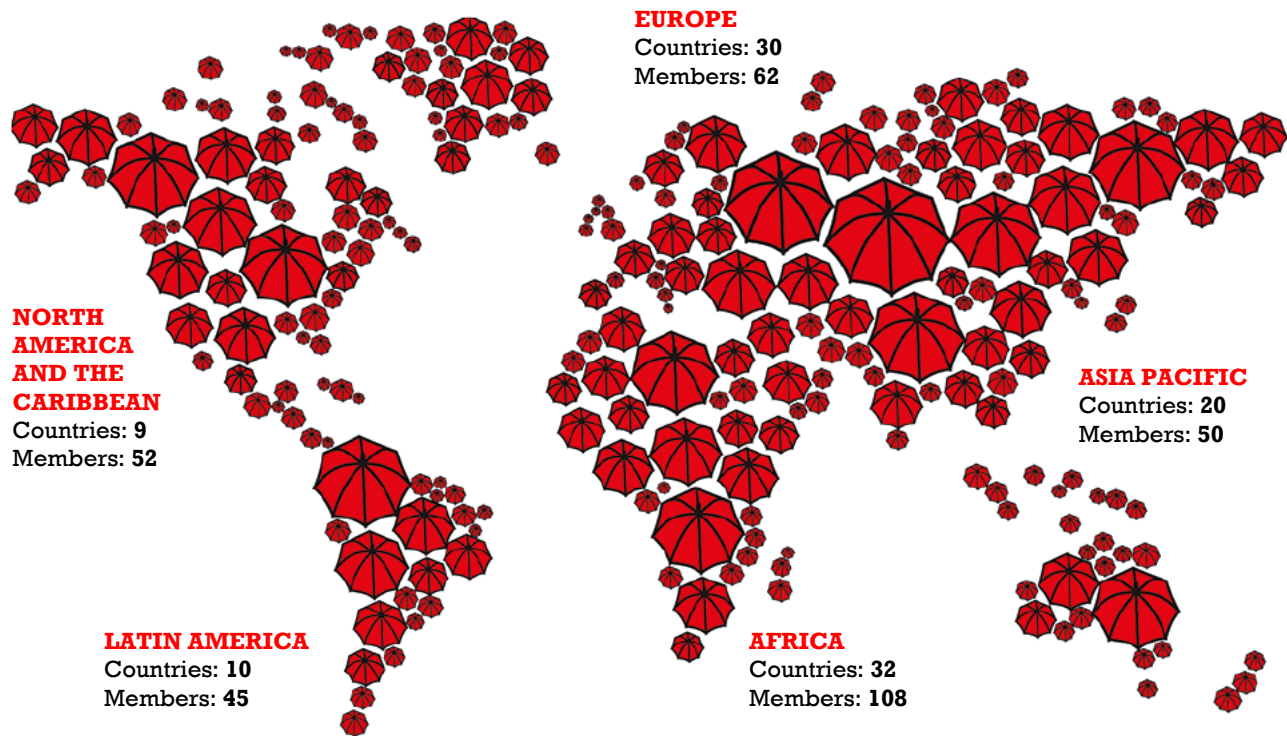 EUROPE
Countries: 30
Members: 62
NORTH
AMERICA
AND THE
CARIBBEAN
Countries: 9
Members: 52
ASIA PACIFIC
Countries: 20
Members: 50
LATIN AMERICA
Countries: 10
Members: 45
AFRICA
Countries: 32
Members: 108